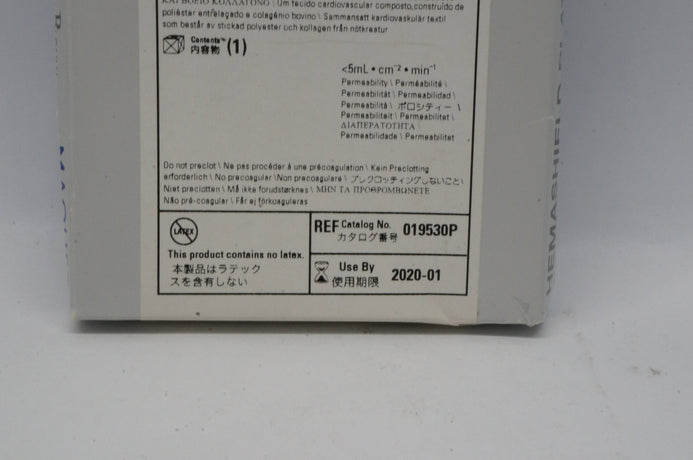 ΚΑΙ ΒΟΕΙΟ ΚΟΛΛΑΓΟΝΟ \ Um tecido cardiovascular composto,construído de
poliéster entrelaçado e colagénio bovino \ Sammansatt kardiovaskulär textil
som består av stickad polyester och kollagen från nötkreatur
Contents™
内容物 (1)
<5mL • cm⁻² • min⁻¹
Permeability \ Perméabilité \
Permeabilität \ Permeabilidad \
Permeabilità \ ポロシティー \
Permeabiliteit \ Permeabilitet \
ΔΙΑΠΕΡΑΤΟΤΗΤΑ \
Permeabilidade \ Permeabilitet
Do not preclot \ Ne pas procéder à une précoagulation \ Kein Preclotting
erforderlich \ No precoagular \Non precoagulare \ プレクロッティングしないこと\
Niet preclotten \ Må ikke forudstørknes \ ΜΗΝ ΤΑ ΠΡΟΘΡΟΜΒΩΝΕΤΕ
Não pré-coagular \ Får ej förkoaguleras
LATEX
This product contains no latex.
本製品はラテック
スを含有しない
REF Catalog No. 019530P
カタログ番号
Use By 2020-01
使用期限
HEMASHIELD